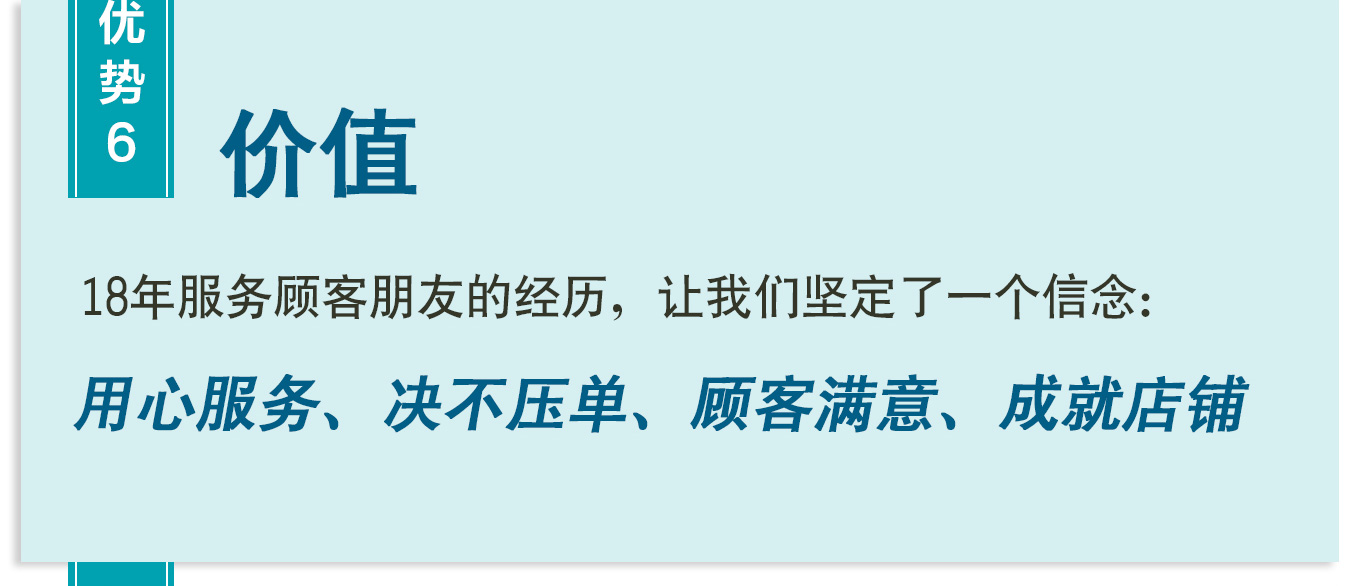 优势6
价值
18年服务顾客朋友的经历，让我们坚定了一个信念：
用心服务、决不压单、顾客满意、成就店铺